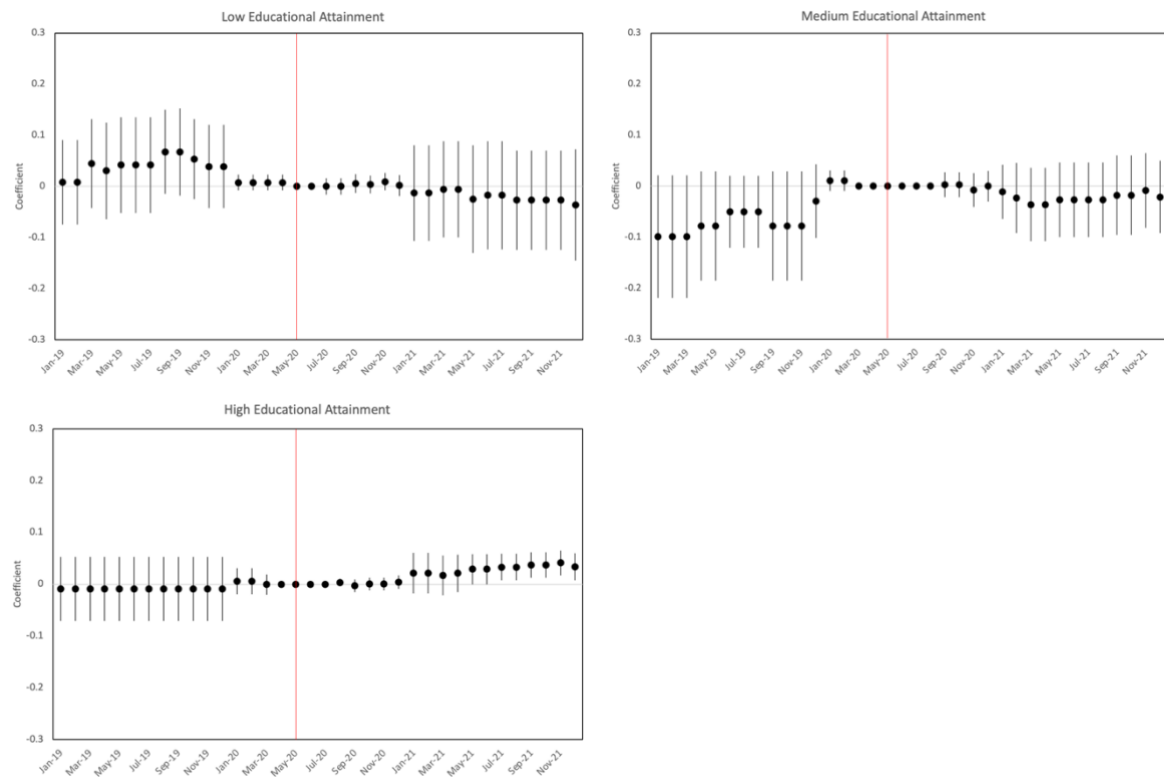 Low Educational Attainment
0.3
0.2
0.1
0
-0.1
-0.2
-0.3
Coefficient
Jan-19
Mar-19
May-19
Jul-19
Sep-19
Nov-19
Jan-20
Mar-20
May-20
Jul-20
Sep-20
Nov-20
Jan-21
Mar-21
May-21
Jul-21
Sep-21
Nov-21
Medium Educational Attainment
0.3
0.2
0.1
0
-0.1
-0.2
-0.3
Coefficient
Jan-19
Mar-19
May-19
Jul-19
Sep-19
Nov-19
Jan-20
Mar-20
May-20
Jul-20
Sep-20
Nov-20
Jan-21
Mar-21
May-21
Jul-21
Sep-21
Nov-21
High Educational Attainment
0.3
0.2
0.1
0
-0.1
-0.2
-0.3
Coefficient
Jan-19
Mar-19
May-19
Jul-19
Sep-19
Nov-19
Jan-20
Mar-20
May-20
Jul-20
Sep-20
Nov-20
Jan-21
Mar-21
May-21
Jul-21
Sep-21
Nov-21